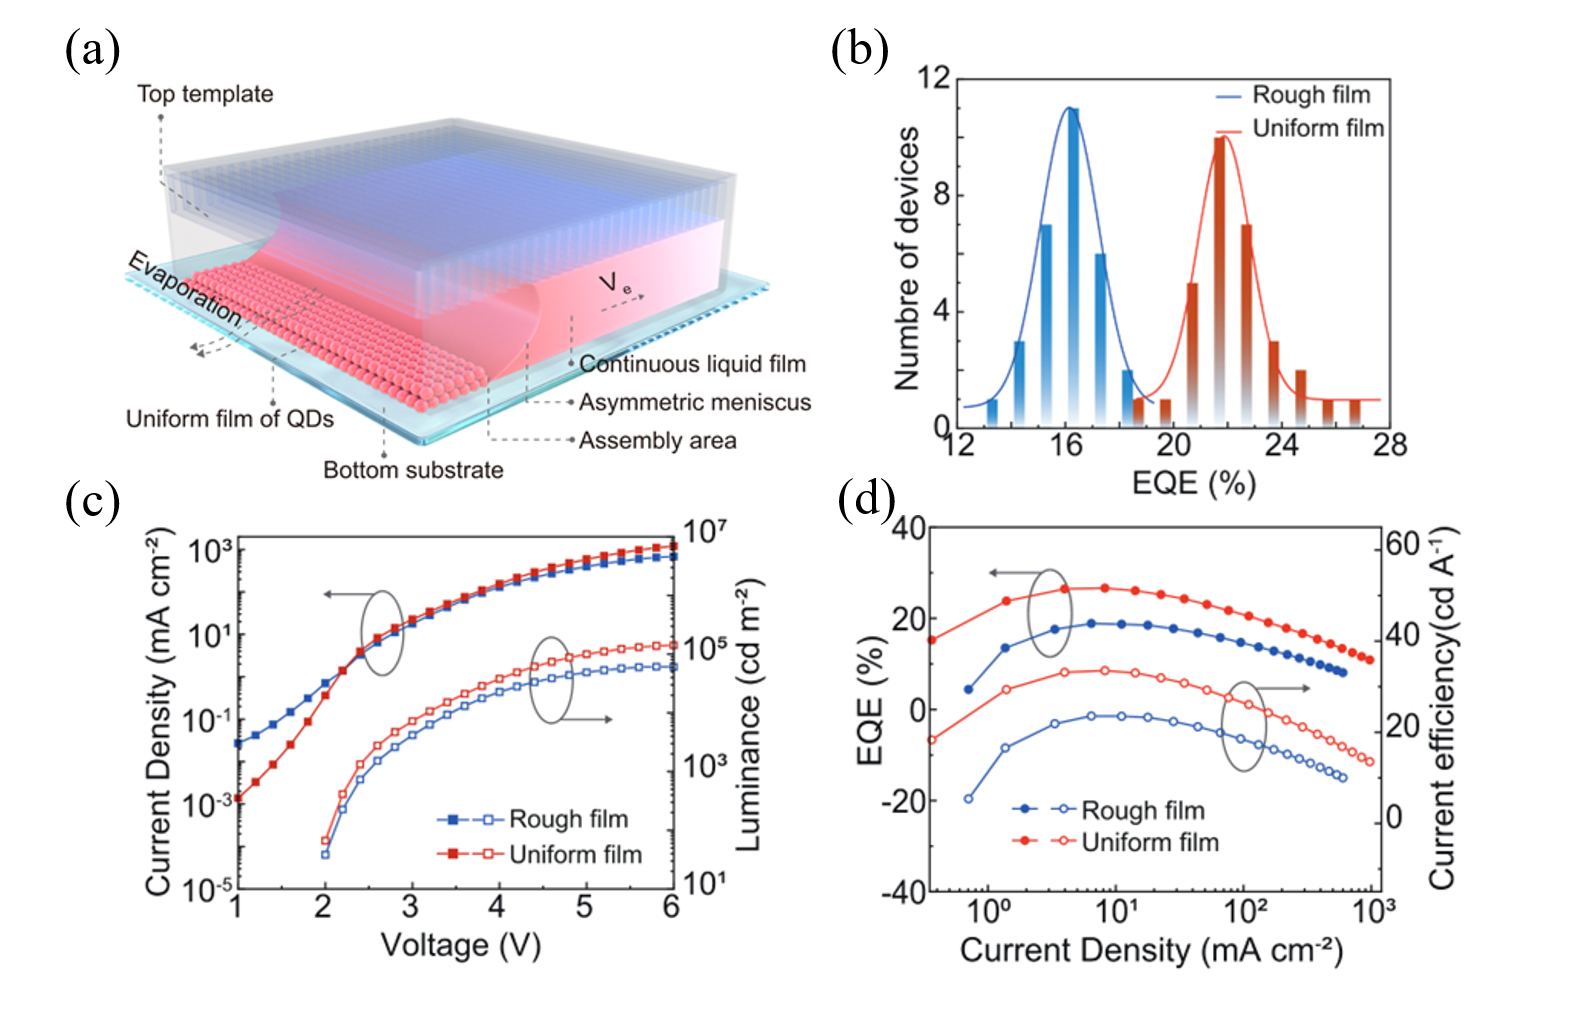 (a)
Top template
Evaporation
Vₑ
Continuous liquid film
Asymmetric meniscus
Assembly area
Uniform film of QDs
Bottom substrate
(b)
12
8
4
0
Numbre of devices
Rough film
Uniform film
12 16 20 24 28
EQE (%)
(c)
10³
10¹
10⁻¹
10⁻³
10⁻⁵
Current Density (mA cm⁻²)
10⁷
10⁵
10³
10¹
Luminance (cd m⁻²)
Rough film
Uniform film
1 2 3 4 5 6
Voltage (V)
(d)
40
20
0
-20
-40
EQE (%)
60
40
20
0
Current efficiency(cd A⁻¹)
Rough film
Uniform film
10⁰ 10¹ 10² 10³
Current Density (mA cm⁻²)